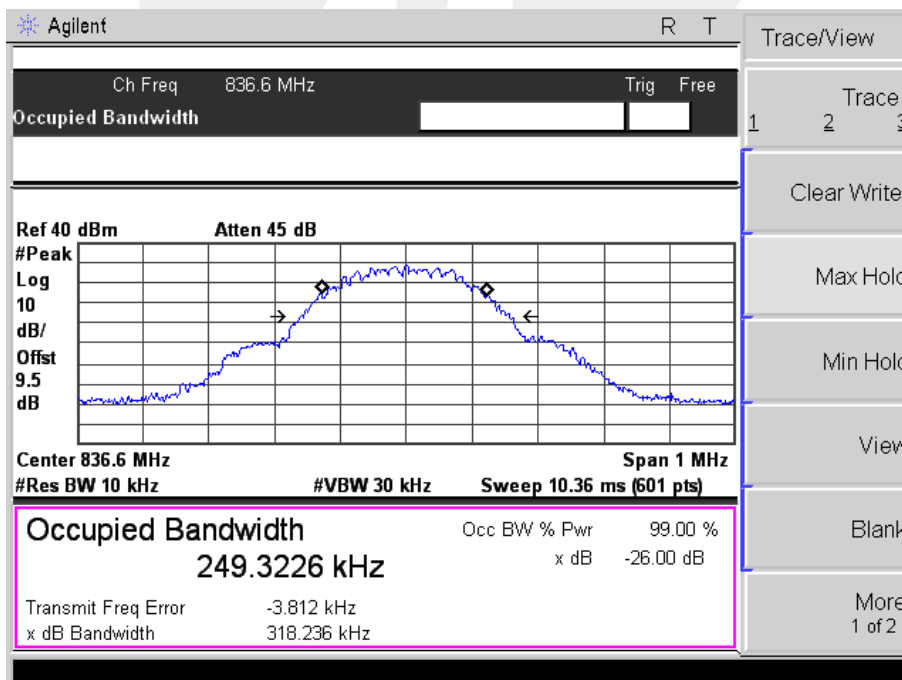 Agilent R T
Ch Freq 836.6 MHz Trig Free
Occupied Bandwidth
Ref 40 dBm Atten 45 dB
#Peak
Log
10
dB/
Offst
9.5
dB
Center 836.6 MHz Span 1 MHz
#Res BW 10 kHz #VBW 30 kHz Sweep 10.36 ms (601 pts)
Occupied Bandwidth
249.3226 kHz
Occ BW % Pwr 99.00 %
x dB -26.00 dB
Transmit Freq Error -3.812 kHz
x dB Bandwidth 318.236 kHz
Trace/View
Trace
1 2 3
Clear Write
Max Hold
Min Hold
View
Blank
More
1 of 2